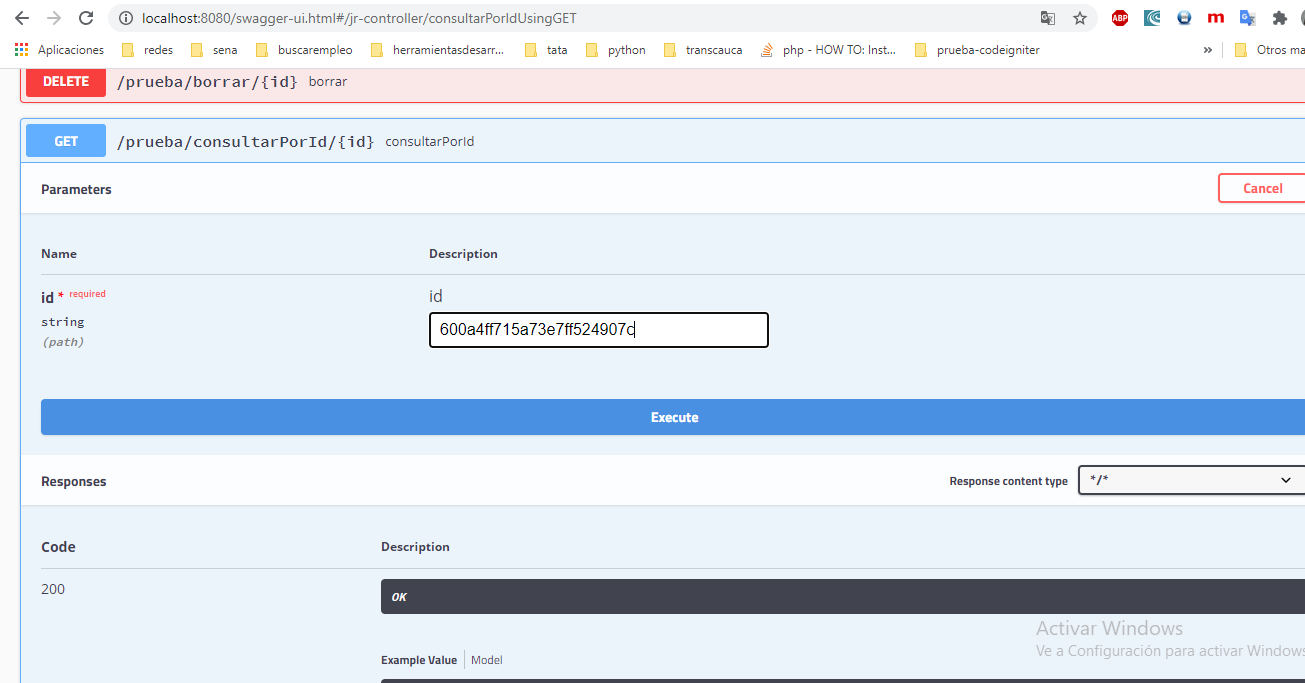 localhost:8080/swagger-ui.html#/jr-controller/consultarPorIdUsingGET
ABP
m
Aplicaciones redes sena buscarempleo herramientasdesarr... tata python transcauca php - HOW TO: Inst... prueba-codeigniter » Otros ma
DELETE /prueba/borrar/{id} borrar
GET /prueba/consultarPorId/{id} consultarPorId
Parameters Cancel
Name Description
id * required id
string 600a4ff715a73e7ff524907c
(path)
Execute
Responses Response content type */*
Code Description
200 OK
Activar Windows
Ve a Configuración para activar Windows
Example Value Model